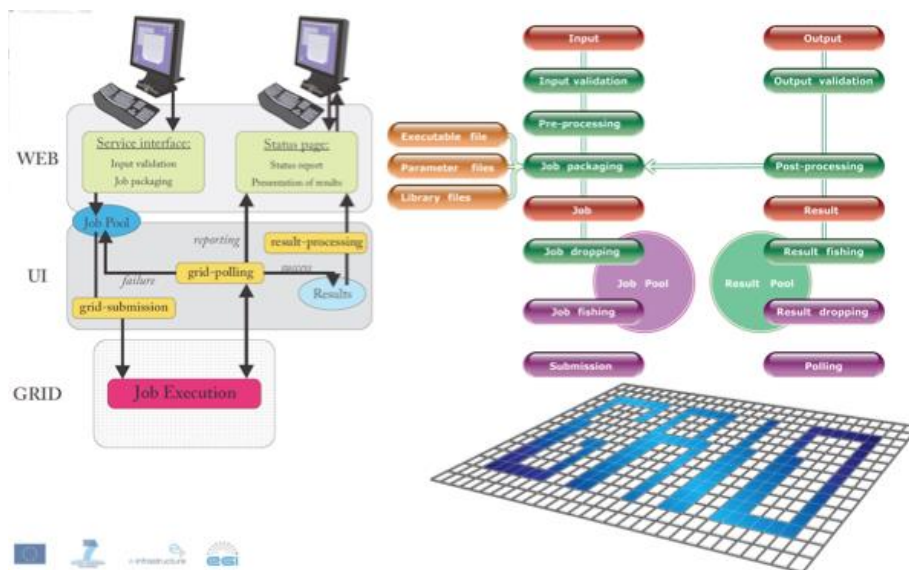 WEB
Service interface:
Input validation
Job packaging
Status page:
Status report
Presentation of results
Job Pool
UI
reporting
result-processing
failure
grid-polling
success
grid-submission
Results
GRID
Job Execution
Input
Input validation
Pre-processing
Executable file
Parameter files
Library files
Job packaging
Job
Job dropping
Job Pool
Job fishing
Submission
Output
Output validation
Post-processing
Result
Result fishing
Result Pool
Result dropping
Polling
GRID
e-infrastructure
egi